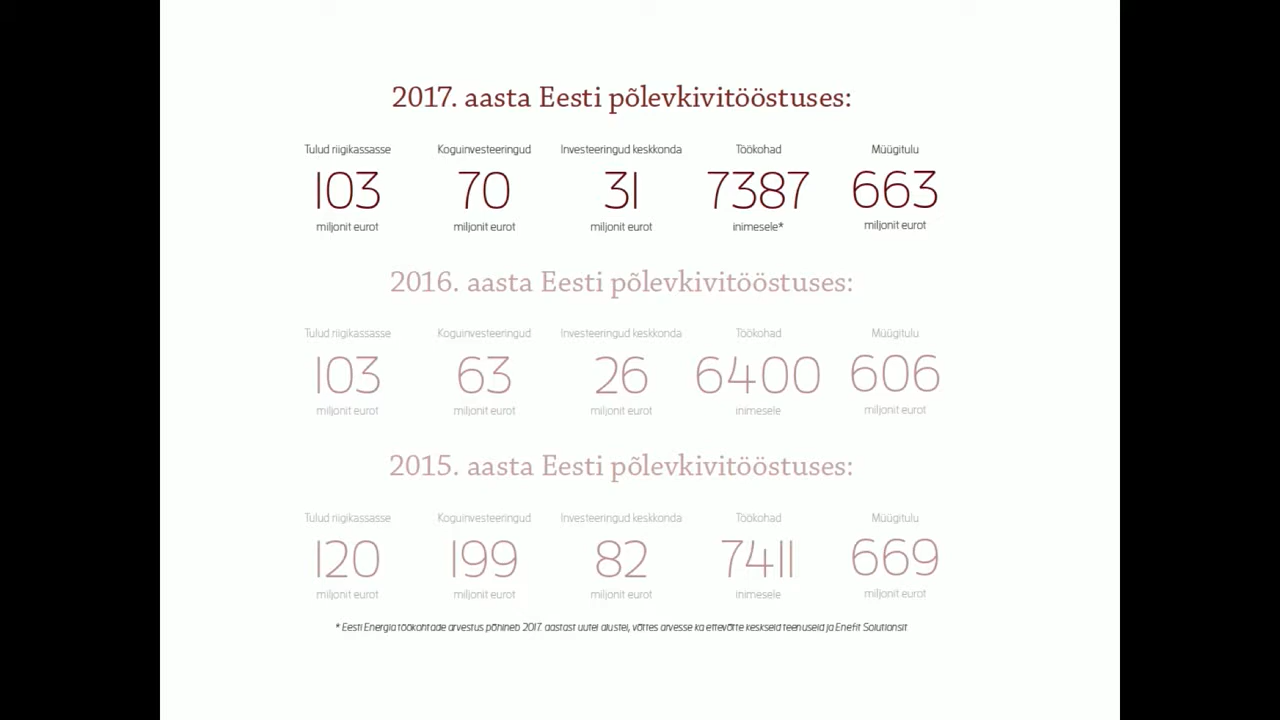 2017. aasta Eesti põlevkivitööstuses:
Tulud riigikassasse Koguinvesteeringud Investeeringud keskkonda Töökohad Müügitulu
103 70 31 7387 663
miljonit eurot miljonit eurot miljonit eurot inimesele* miljonit eurot
2016. aasta Eesti põlevkivitööstuses:
Tulud riigikassasse Koguinvesteeringud Investeeringud keskkonda Töökohad Müügitulu
103 63 26 6400 606
miljonit eurot miljonit eurot miljonit eurot inimesele miljonit eurot
2015. aasta Eesti põlevkivitööstuses:
Tulud riigikassasse Koguinvesteeringud Investeeringud keskkonda Töökohad Müügitulu
120 199 82 7411 669
miljonit eurot miljonit eurot miljonit eurot inimesele miljonit eurot
* Eesti Energia töökohtade arvestus põhineb 2017. aastast uutel alustel, võttes arvesse ka ettevõtte keskseid teenuseid ja Enefit Solutionsit